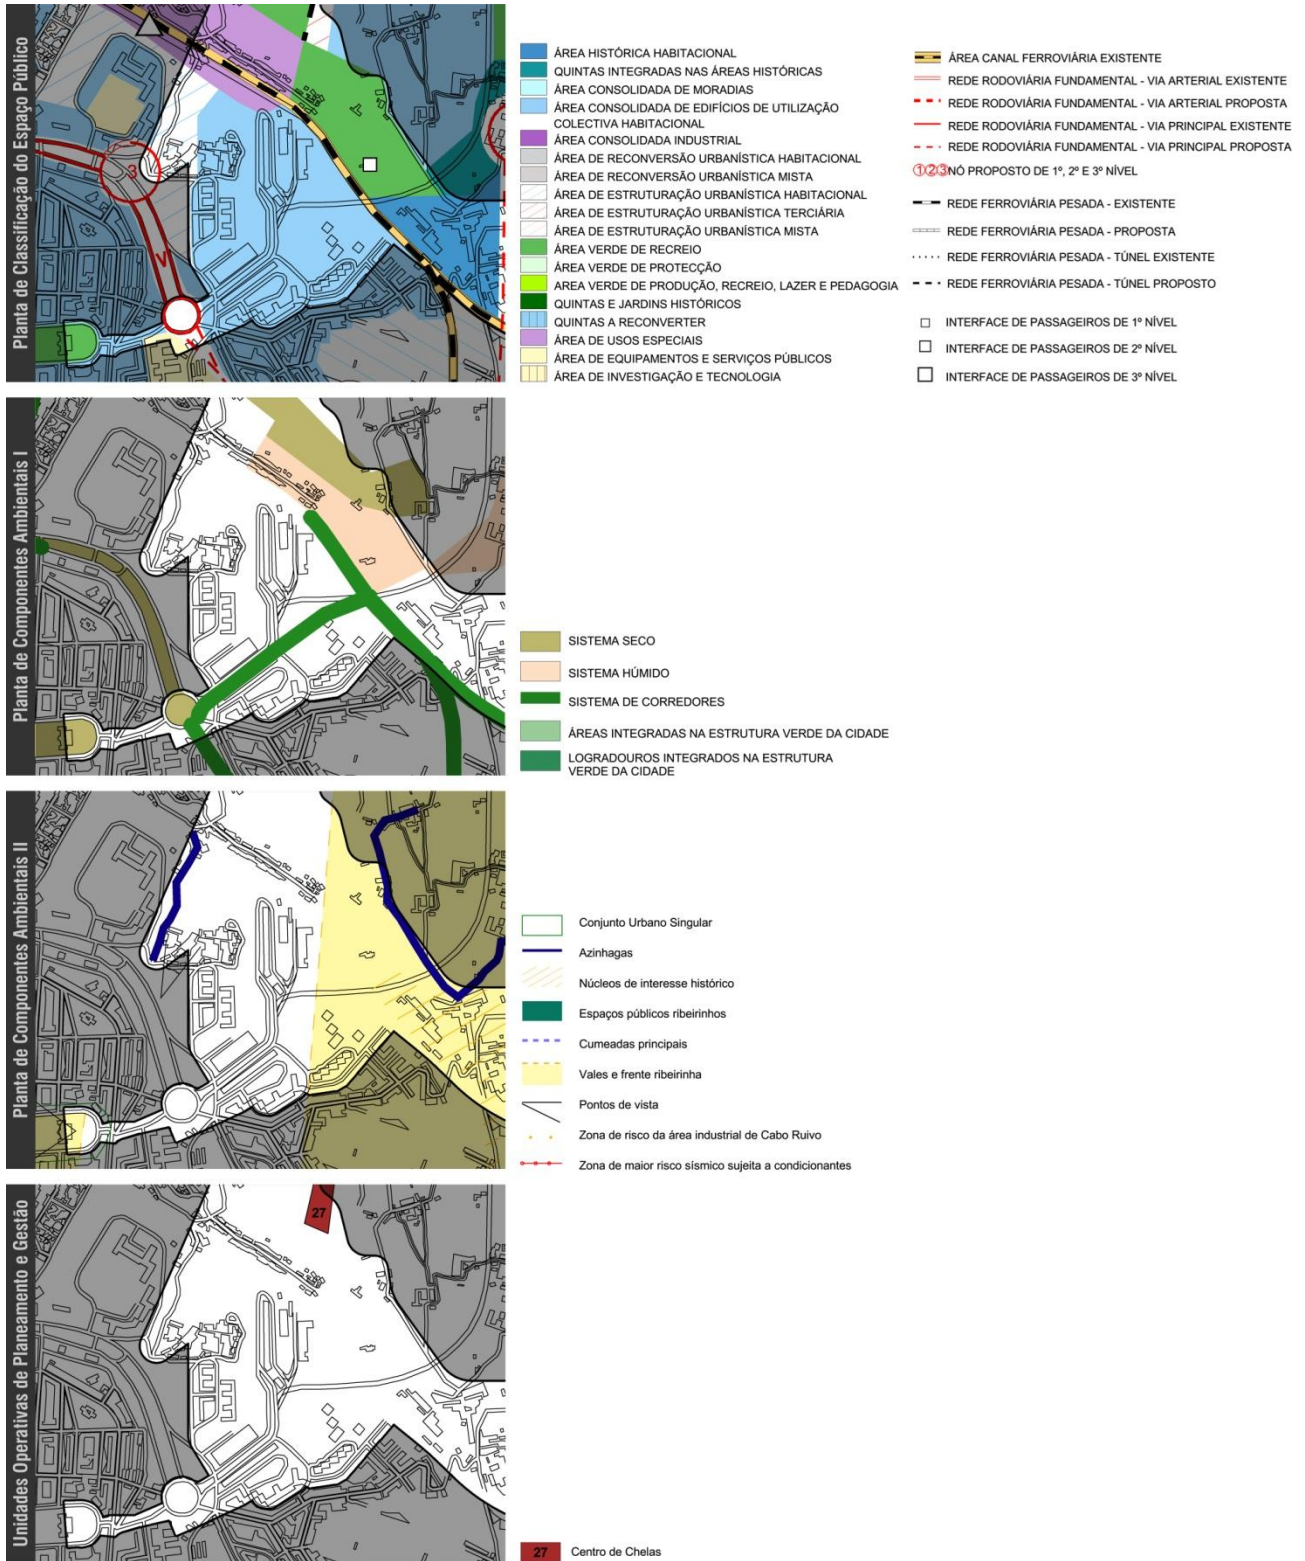 Planta de Classificação do Espaço Público
3
V
ÁREA HISTÓRICA HABITACIONAL
QUINTAS INTEGRADAS NAS ÁREAS HISTÓRICAS
ÁREA CONSOLIDADA DE MORADIAS
ÁREA CONSOLIDADA DE EDIFÍCIOS DE UTILIZAÇÃO
COLECTIVA HABITACIONAL
ÁREA CONSOLIDADA INDUSTRIAL
ÁREA DE RECONVERSÃO URBANÍSTICA HABITACIONAL
ÁREA DE RECONVERSÃO URBANÍSTICA MISTA
ÁREA DE ESTRUTURAÇÃO URBANÍSTICA HABITACIONAL
ÁREA DE ESTRUTURAÇÃO URBANÍSTICA TERCIÁRIA
ÁREA DE ESTRUTURAÇÃO URBANÍSTICA MISTA
ÁREA VERDE DE RECREIO
ÁREA VERDE DE PROTECÇÃO
AREA VERDE DE PRODUÇÃO, RECREIO, LAZER E PEDAGOGIA
QUINTAS E JARDINS HISTÓRICOS
QUINTAS A RECONVERTER
ÁREA DE USOS ESPECIAIS
ÁREA DE EQUIPAMENTOS E SERVIÇOS PÚBLICOS
ÁREA DE INVESTIGAÇÃO E TECNOLOGIA
ÁREA CANAL FERROVIÁRIA EXISTENTE
REDE RODOVIÁRIA FUNDAMENTAL - VIA ARTERIAL EXISTENTE
REDE RODOVIÁRIA FUNDAMENTAL - VIA ARTERIAL PROPOSTA
REDE RODOVIÁRIA FUNDAMENTAL - VIA PRINCIPAL EXISTENTE
REDE RODOVIÁRIA FUNDAMENTAL - VIA PRINCIPAL PROPOSTA
①②③ NÓ PROPOSTO DE 1º, 2º E 3º NÍVEL
REDE FERROVIÁRIA PESADA - EXISTENTE
REDE FERROVIÁRIA PESADA - PROPOSTA
REDE FERROVIÁRIA PESADA - TÚNEL EXISTENTE
REDE FERROVIÁRIA PESADA - TÚNEL PROPOSTO
INTERFACE DE PASSAGEIROS DE 1º NÍVEL
INTERFACE DE PASSAGEIROS DE 2º NÍVEL
INTERFACE DE PASSAGEIROS DE 3º NÍVEL
Planta de Componentes Ambientais I
SISTEMA SECO
SISTEMA HÚMIDO
SISTEMA DE CORREDORES
ÁREAS INTEGRADAS NA ESTRUTURA VERDE DA CIDADE
LOGRADOUROS INTEGRADOS NA ESTRUTURA
VERDE DA CIDADE
Planta de Componentes Ambientais II
Conjunto Urbano Singular
Azinhagas
Núcleos de interesse histórico
Espaços públicos ribeirinhos
Cumeadas principais
Vales e frente ribeirinha
Pontos de vista
Zona de risco da área industrial de Cabo Ruivo
Zona de maior risco sísmico sujeita a condicionantes
Unidades Operativas de Planeamento e Gestão
27
27 Centro de Chelas